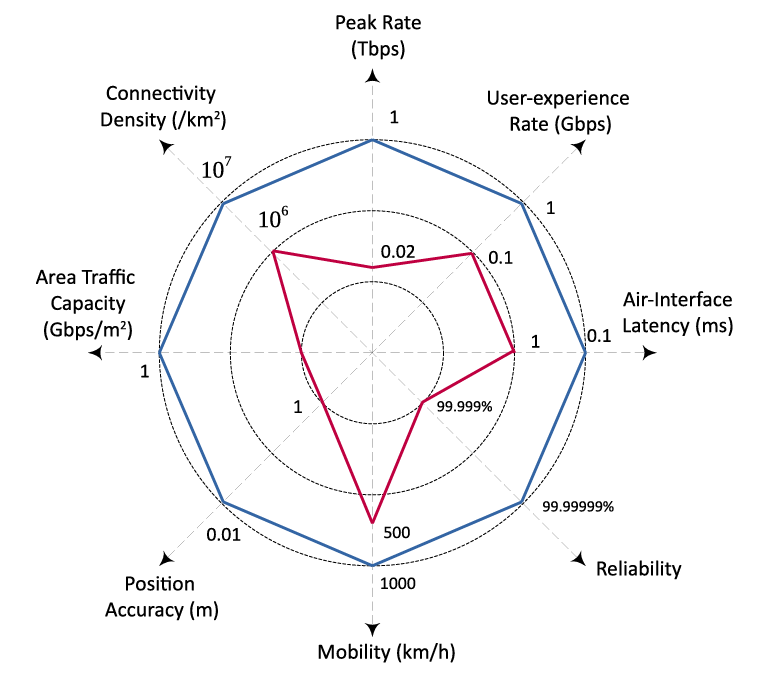 Peak Rate
(Tbps)
Connectivity
Density (/km²)
User-experience
Rate (Gbps)
1
10⁷
1
10⁶
0.02
0.1
Area Traffic
Capacity
(Gbps/m²)
Air-Interface
Latency (ms)
0.1
1
1
1
99.999%
99.99999%
0.01
500
Reliability
Position
Accuracy (m)
1000
Mobility (km/h)